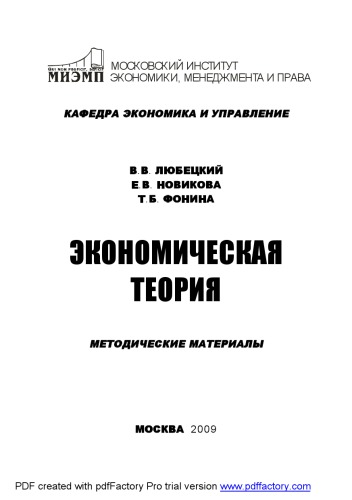 МОСКОВСКИЙ ИНСТИТУТ
МИЭМП ЭКОНОМИКИ, МЕНЕДЖМЕНТА И ПРАВА
КАФЕДРА ЭКОНОМИКА И УПРАВЛЕНИЕ
В.В. ЛЮБЕЦКИЙ
Е.В. НОВИКОВА
Т.Б. ФОНИНА
ЭКОНОМИЧЕСКАЯ
ТЕОРИЯ
МЕТОДИЧЕСКИЕ МАТЕРИАЛЫ
МОСКВА 2009
PDF created with pdfFactory Pro trial version www.pdffactory.com